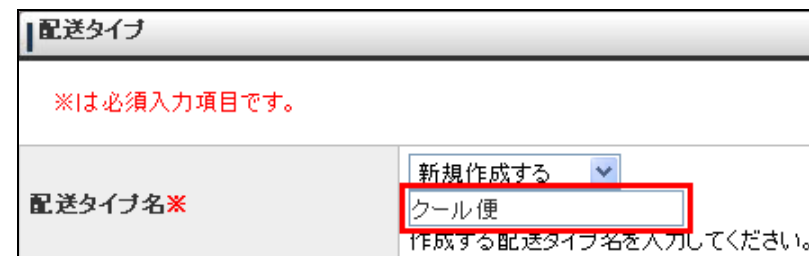 配送タイプ
※は必須入力項目です。
新規作成する
配送タイプ名※
クール便
作成する配送タイプ名を入力してください。